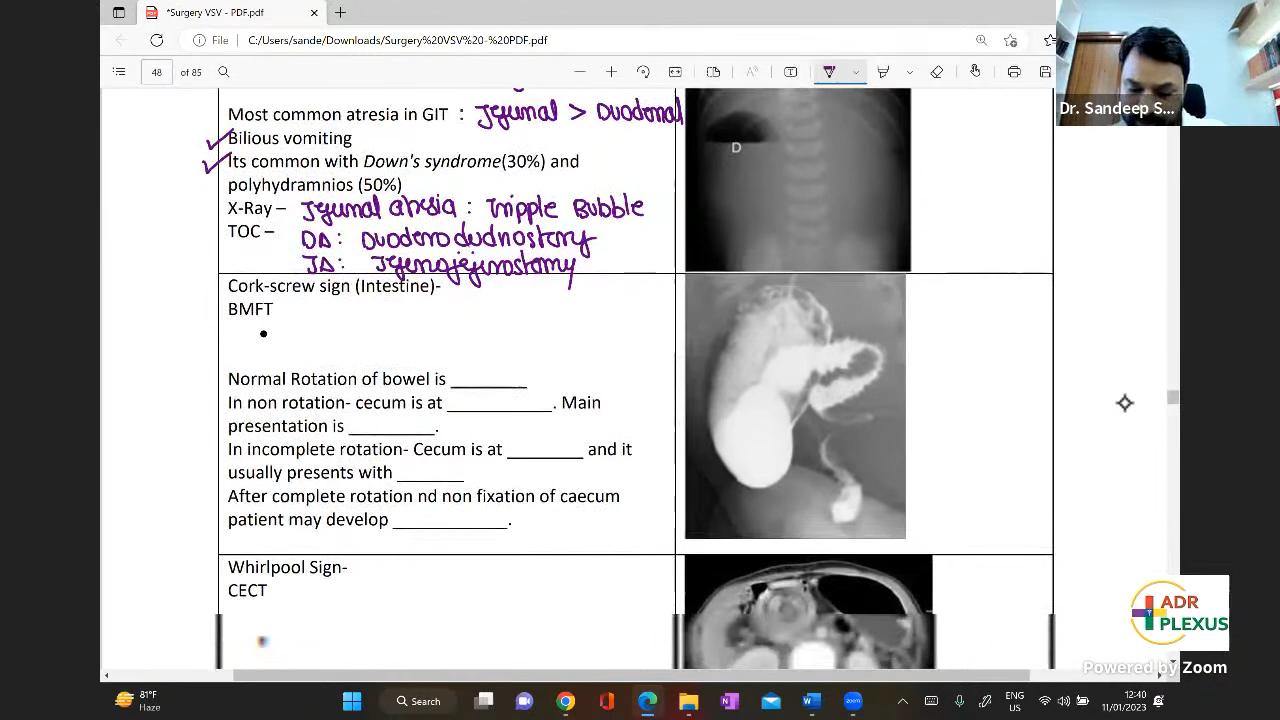 *Surgery VSV - PDF.pdf
File
C:/Users/sande/Downloads/Surgery%20VSV%20-%20PDF.pdf
48 of 85
Dr. Sandeep S...
Most common atresia in GIT : Jejunal > Duodenal
Bilious vomiting
Its common with Down's syndrome(30%) and
polyhydramnios (50%)
X-Ray – Jejunal atresia : Tripple Bubble
TOC – DA:
JA: Jejunojejunostomy
D
Cork-screw sign (Intestine)-
BMFT
Normal Rotation of bowel is ________
In non rotation- cecum is at ___________. Main
presentation is _________.
In incomplete rotation- Cecum is at ________ and it
usually presents with _______
After complete rotation nd non fixation of caecum
patient may develop ____________.
Whirlpool Sign-
CECT
ADR
PLEXUS
Powered by Zoom
81°F
Haze
Search
ENG
US
12:40
11/01/2023